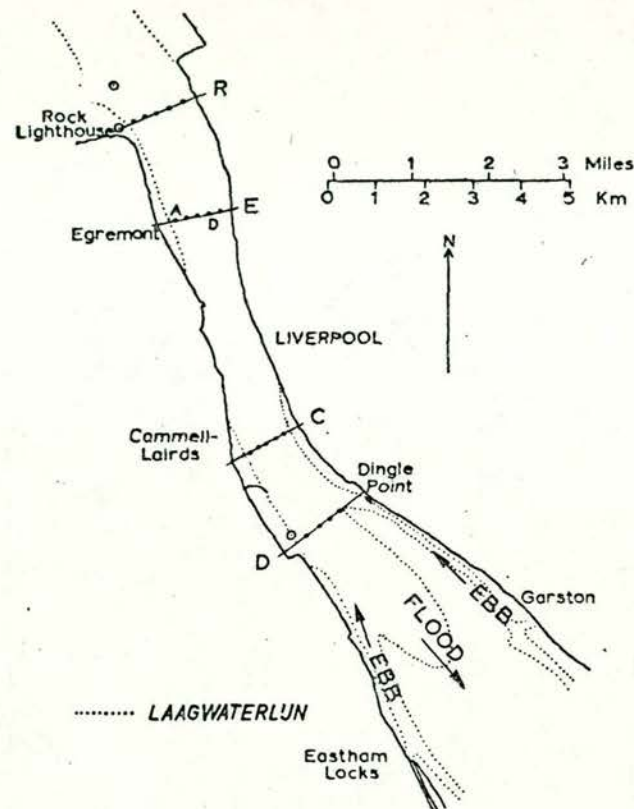 R
Rock
Lighthouse
0 1 2 3 Miles
0 1 2 3 4 5 Km
A
E
Egremont
D
N
LIVERPOOL
C
Cammell-
Lairds
Dingle
Point
D
EBB
Garston
FLOOD
EBB
LAAGWATERLIJN
Eastham
Locks